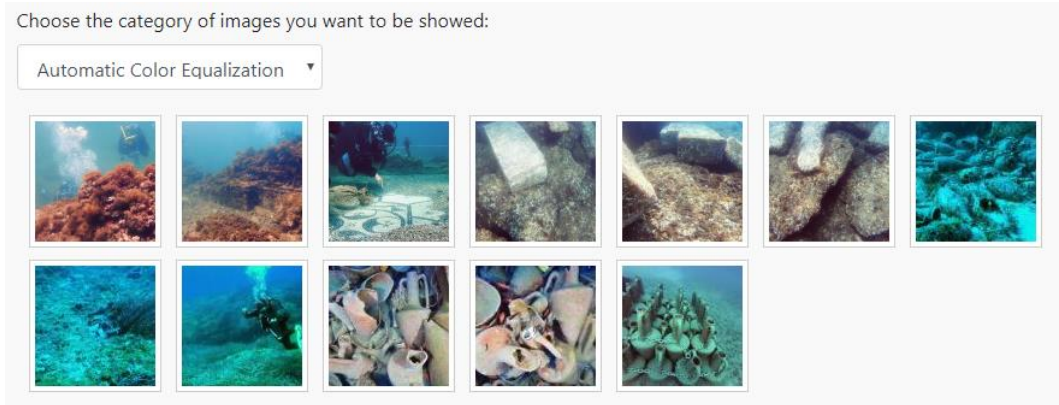 Choose the category of images you want to be showed:
Automatic Color Equalization